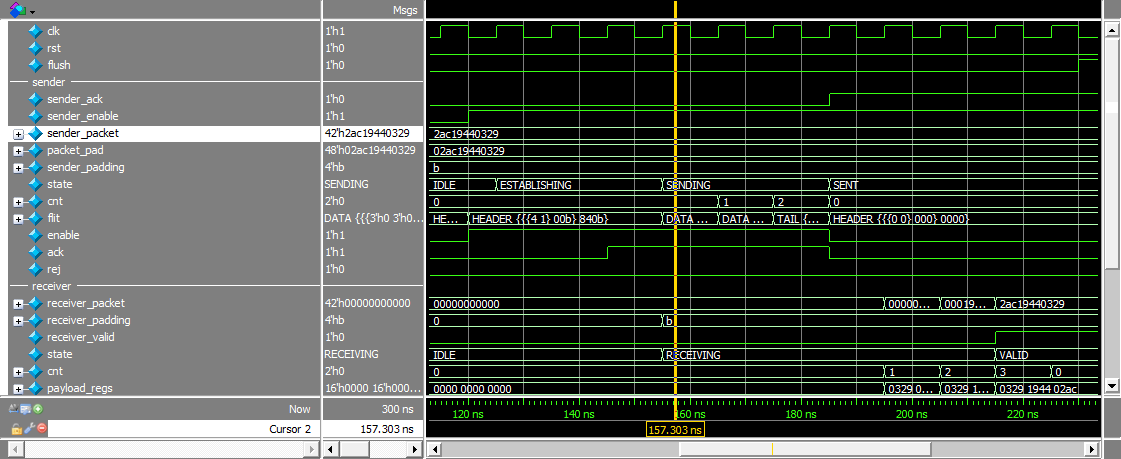 Msgs
clk 1'h1
rst 1'h0
flush 1'h0
sender
sender_ack 1'h0
sender_enable 1'h1
sender_packet 42'h2ac19440329 2ac19440329
packet_pad 48'h02ac19440329 02ac19440329
sender_padding 4'hb b
state SENDING IDLE ESTABLISHING SENDING SENT
cnt 2'h0 0 1 2 0
flit DATA {{{3'h0 3'h0... HE... HEADER {{{4 1} 00b} 840b} DATA ... DATA ... TAIL {... HEADER {{{0 0} 000} 0000}
enable 1'h1
ack 1'h1
rej 1'h0
receiver
receiver_packet 42'h00000000000 00000000000 00000... 00019... 2ac19440329
receiver_padding 4'hb 0 b
receiver_valid 1'h0
state RECEIVING IDLE RECEIVING VALID
cnt 2'h0 0 1 2 3 0
payload_regs 16'h0000 16'h000... 0000 0000 0000 0329 0... 0329 1... 0329 1944 02ac
Now 300 ns 120 ns 140 ns 160 ns 180 ns 200 ns 220 ns
Cursor 2 157.303 ns 157.303 ns